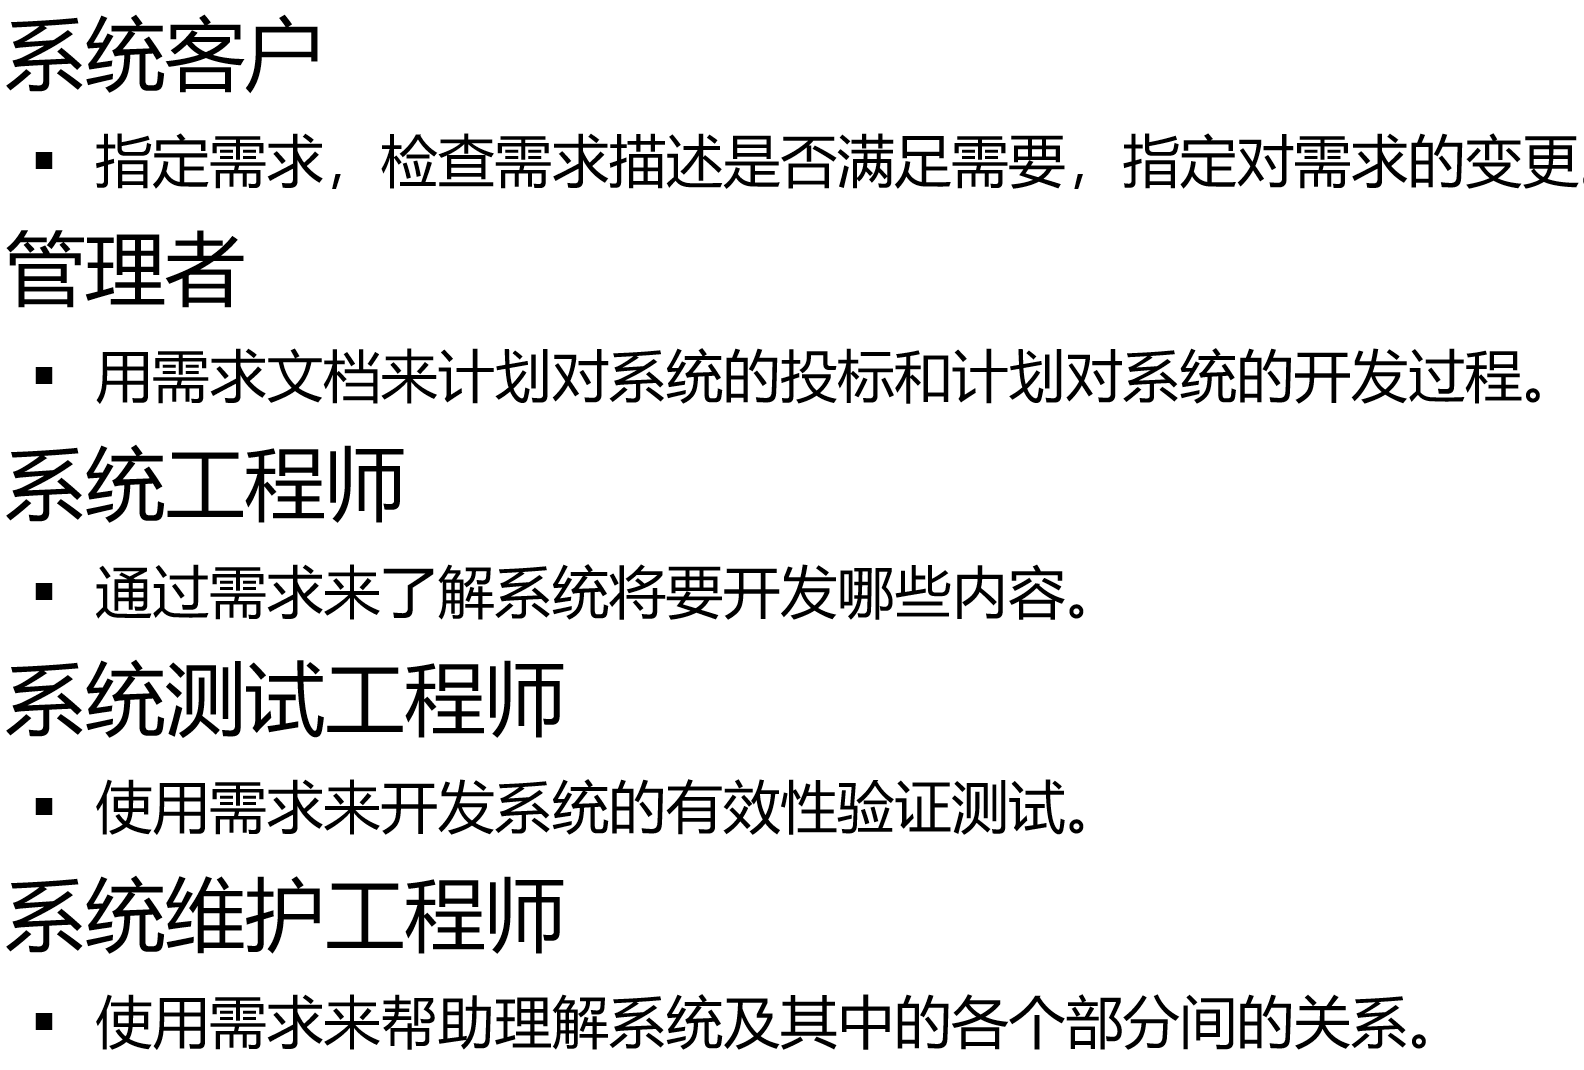 系统客户
▪ 指定需求，检查需求描述是否满足需要，指定对需求的变更.
管理者
▪ 用需求文档来计划对系统的投标和计划对系统的开发过程。
系统工程师
▪ 通过需求来了解系统将要开发哪些内容。
系统测试工程师
▪ 使用需求来开发系统的有效性验证测试。
系统维护工程师
▪ 使用需求来帮助理解系统及其中的各个部分间的关系。